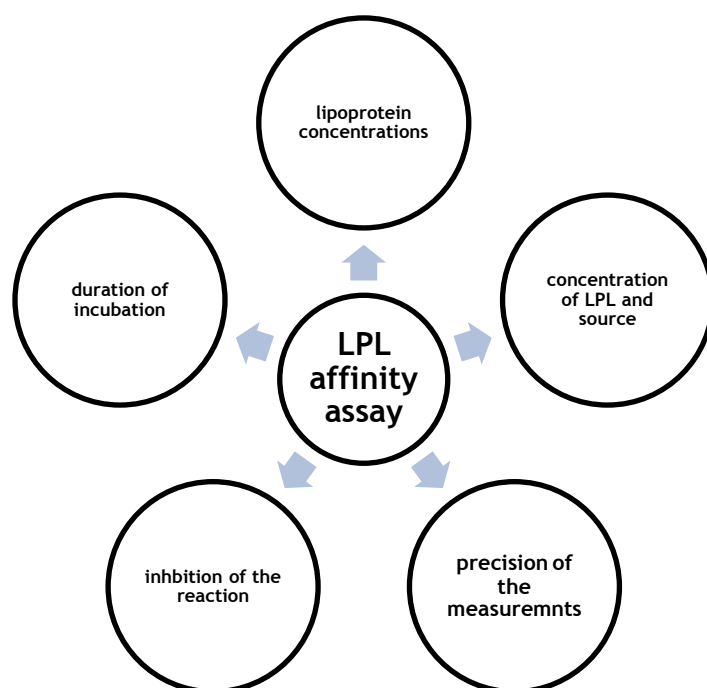 lipoprotein
concentrations
duration of
incubation
concentration
of LPL and
source
LPL
affinity
assay
inhbition of the
reaction
precision of
the
measuremnts